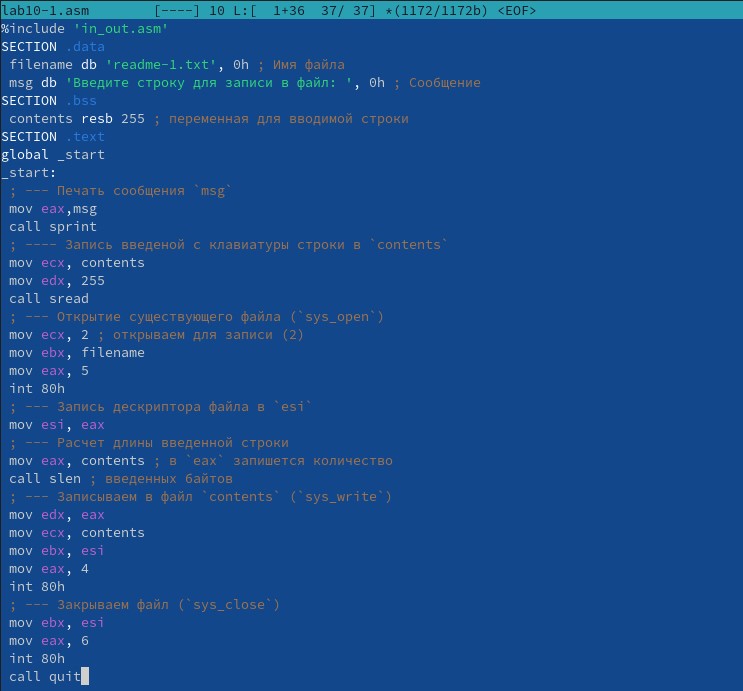 lab10-1.asm [----] 10 L:[ 1+36 37/ 37] *(1172/1172b) <EOF>
%include 'in_out.asm'
SECTION .data
filename db 'readme-1.txt', 0h ; Имя файла
msg db 'Введите строку для записи в файл: ', 0h ; Сообщение
SECTION .bss
contents resb 255 ; переменная для вводимой строки
SECTION .text
global _start
_start:
; --- Печать сообщения `msg`
mov eax,msg
call sprint
; ---- Запись введеной с клавиатуры строки в `contents`
mov ecx, contents
mov edx, 255
call sread
; --- Открытие существующего файла (`sys_open`)
mov ecx, 2 ; открываем для записи (2)
mov ebx, filename
mov eax, 5
int 80h
; --- Запись дескриптора файла в `esi`
mov esi, eax
; --- Расчет длины введенной строки
mov eax, contents ; в `eax` запишется количество
call slen ; введенных байтов
; --- Записываем в файл `contents` (`sys_write`)
mov edx, eax
mov ecx, contents
mov ebx, esi
mov eax, 4
int 80h
; --- Закрываем файл (`sys_close`)
mov ebx, esi
mov eax, 6
int 80h
call quit